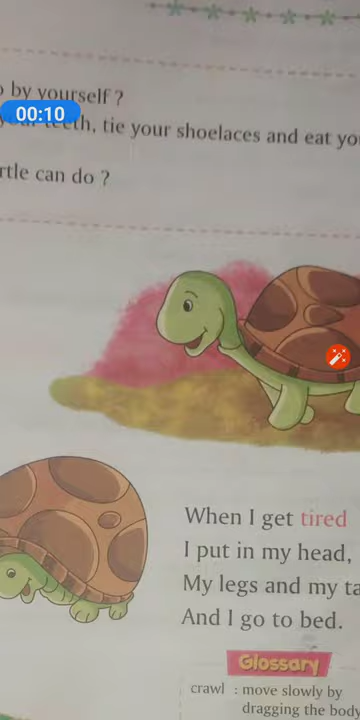 by yourself ?
00:10
teeth, tie your shoelaces and eat yo
rtle can do ?
When I get tired
I put in my head,
My legs and my ta
And I go to bed.
Glossary
crawl : move slowly by
dragging the body